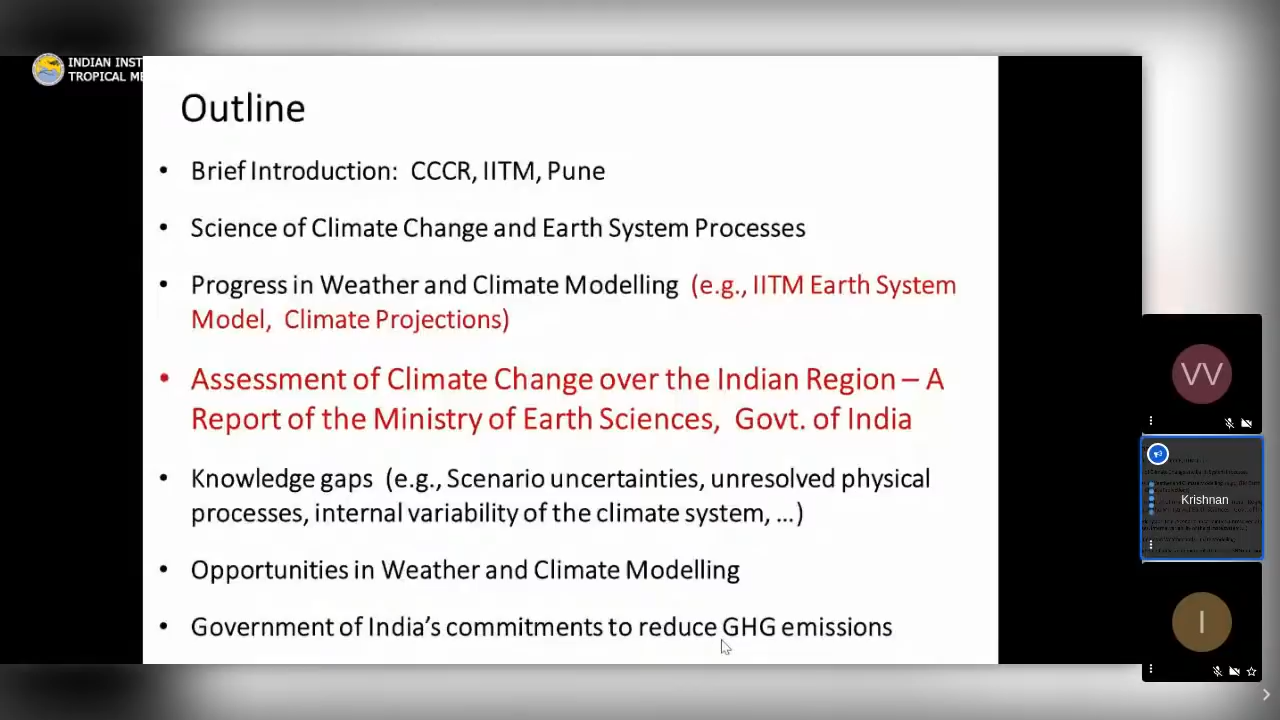 INDIAN INST
TROPICAL ME
Outline
• Brief Introduction: CCCR, IITM, Pune
• Science of Climate Change and Earth System Processes
• Progress in Weather and Climate Modelling (e.g., IITM Earth System
Model, Climate Projections)
• Assessment of Climate Change over the Indian Region – A
Report of the Ministry of Earth Sciences, Govt. of India
• Knowledge gaps (e.g., Scenario uncertainties, unresolved physical
processes, internal variability of the climate system, …)
• Opportunities in Weather and Climate Modelling
• Government of India’s commitments to reduce GHG emissions
VV
Krishnan
I